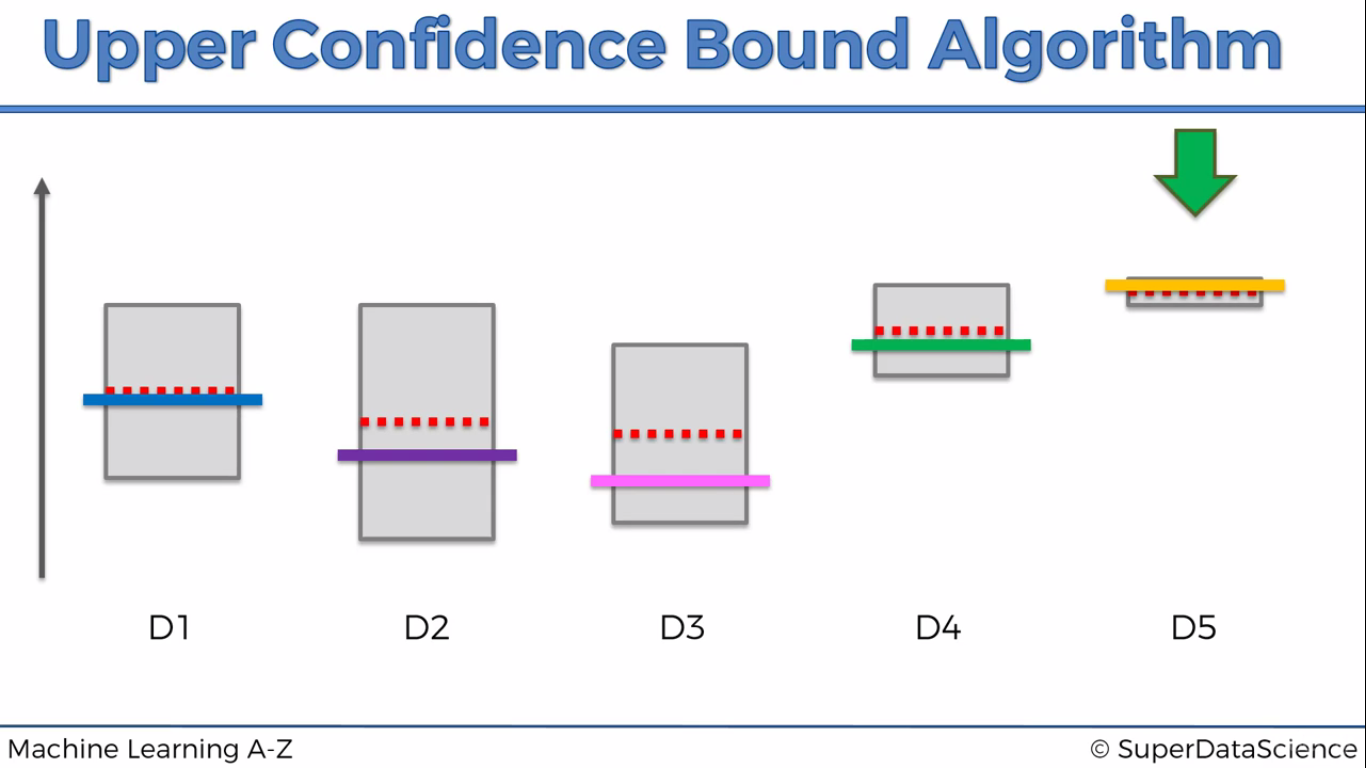 Upper Confidence Bound Algorithm
D1 D2 D3 D4 D5
Machine Learning A-Z © SuperDataScience